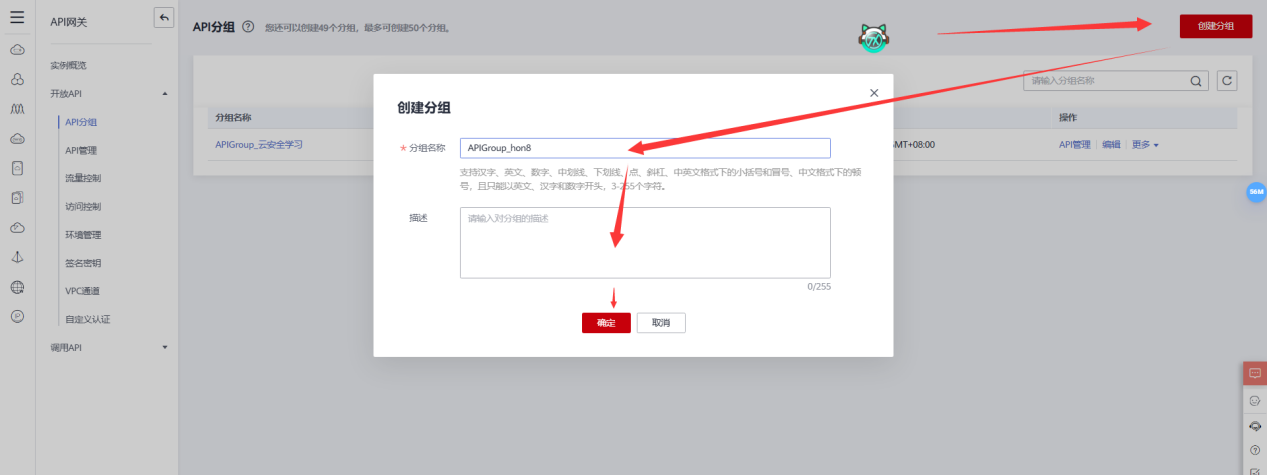 API网关
API分组
您还可以创建49个分组，最多可创建50个分组。
创建分组
实例概览
开放API
API分组
API管理
流量控制
访问控制
环境管理
签名密钥
VPC通道
自定义认证
调用API
请输入分组名称
分组名称
操作
APIGroup_云安全学习
GMT+08:00
API管理
编辑
更多
创建分组
* 分组名称
APIGroup_hon8
支持汉字、英文、数字、中划线、下划线、点、斜杠、中英文格式下的小括号和冒号、中文格式下的顿
号，且只能以英文、汉字和数字开头，3-255个字符。
描述
请输入对分组的描述
0/255
确定
取消
56M